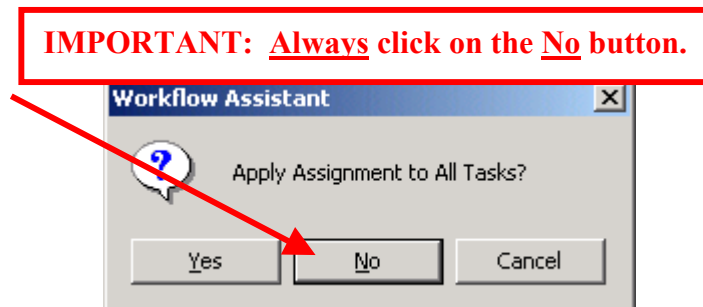 IMPORTANT: Always click on the No button.
Workflow Assistant
Apply Assignment to All Tasks?
Yes No Cancel